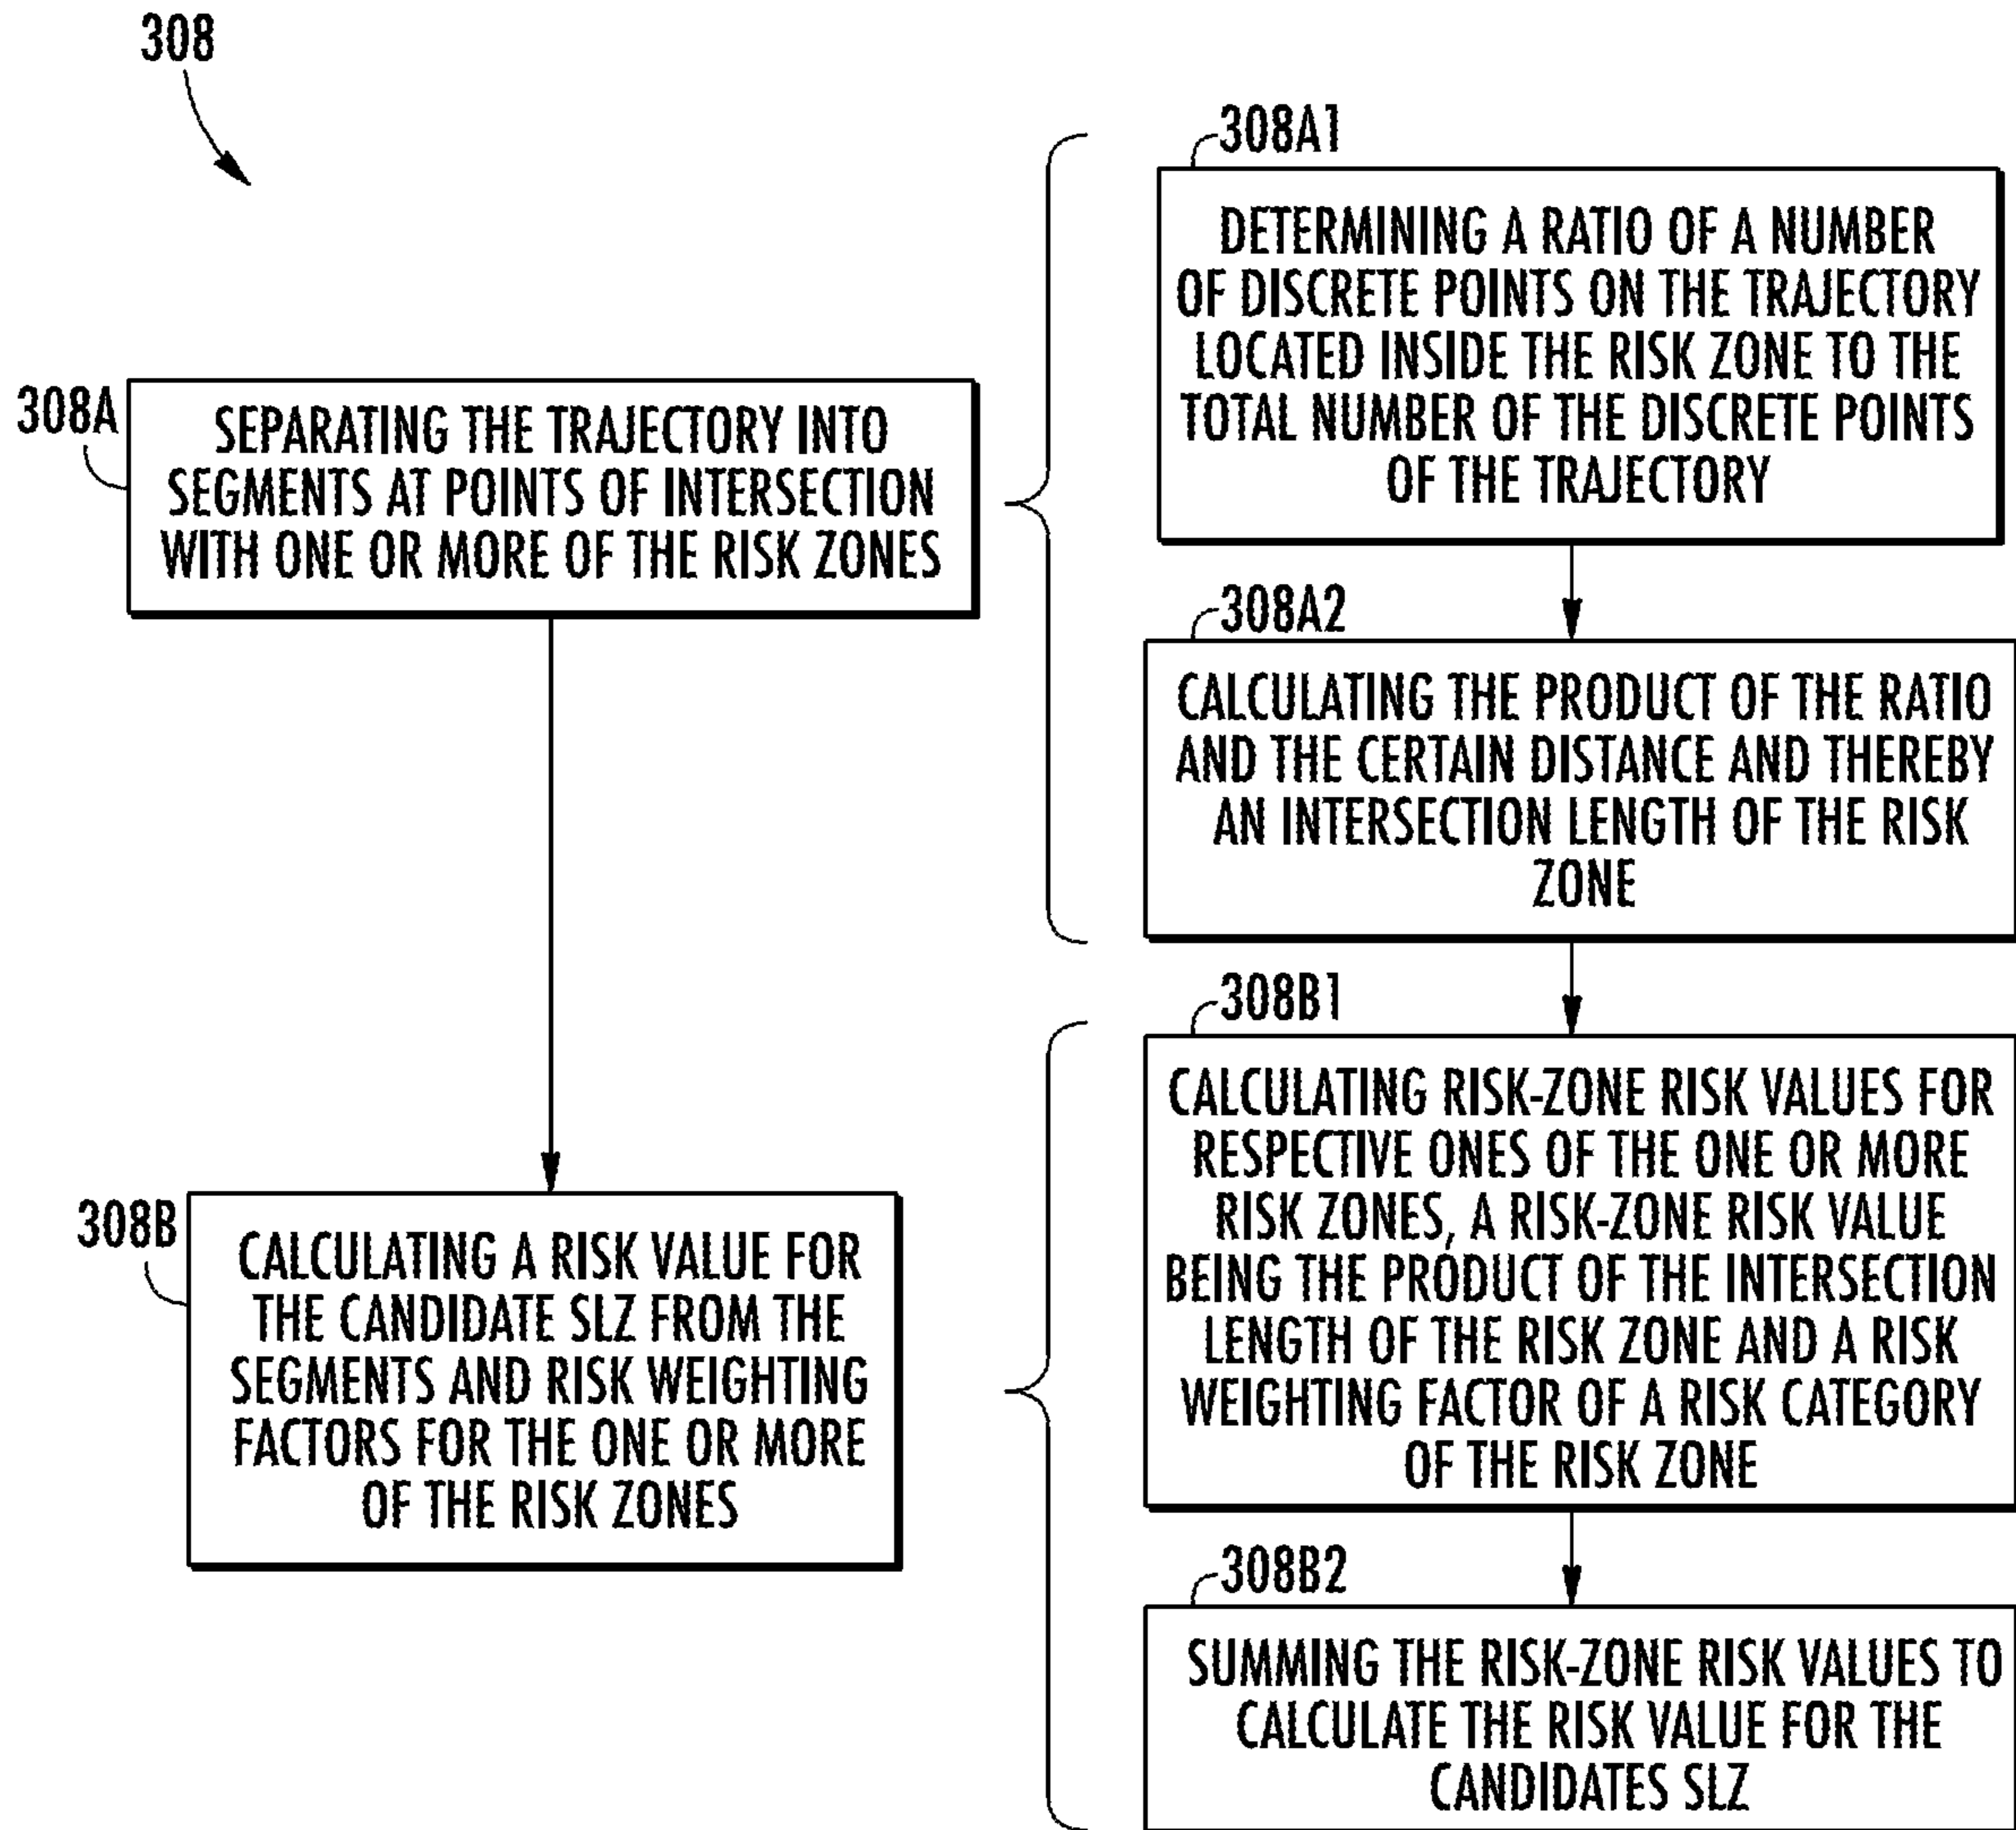 308
308A
SEPARATING THE TRAJECTORY INTO
SEGMENTS AT POINTS OF INTERSECTION
WITH ONE OR MORE OF THE RISK ZONES
308B
CALCULATING A RISK VALUE FOR
THE CANDIDATE SLZ FROM THE
SEGMENTS AND RISK WEIGHTING
FACTORS FOR THE ONE OR MORE
OF THE RISK ZONES
308A1
DETERMINING A RATIO OF A NUMBER
OF DISCRETE POINTS ON THE TRAJECTORY
LOCATED INSIDE THE RISK ZONE TO THE
TOTAL NUMBER OF THE DISCRETE POINTS
OF THE TRAJECTORY
308A2
CALCULATING THE PRODUCT OF THE RATIO
AND THE CERTAIN DISTANCE AND THEREBY
AN INTERSECTION LENGTH OF THE RISK
ZONE
308B1
CALCULATING RISK-ZONE RISK VALUES FOR
RESPECTIVE ONES OF THE ONE OR MORE
RISK ZONES, A RISK-ZONE RISK VALUE
BEING THE PRODUCT OF THE INTERSECTION
LENGTH OF THE RISK ZONE AND A RISK
WEIGHTING FACTOR OF A RISK CATEGORY
OF THE RISK ZONE
308B2
SUMMING THE RISK-ZONE RISK VALUES TO
CALCULATE THE RISK VALUE FOR THE
CANDIDATES SLZ